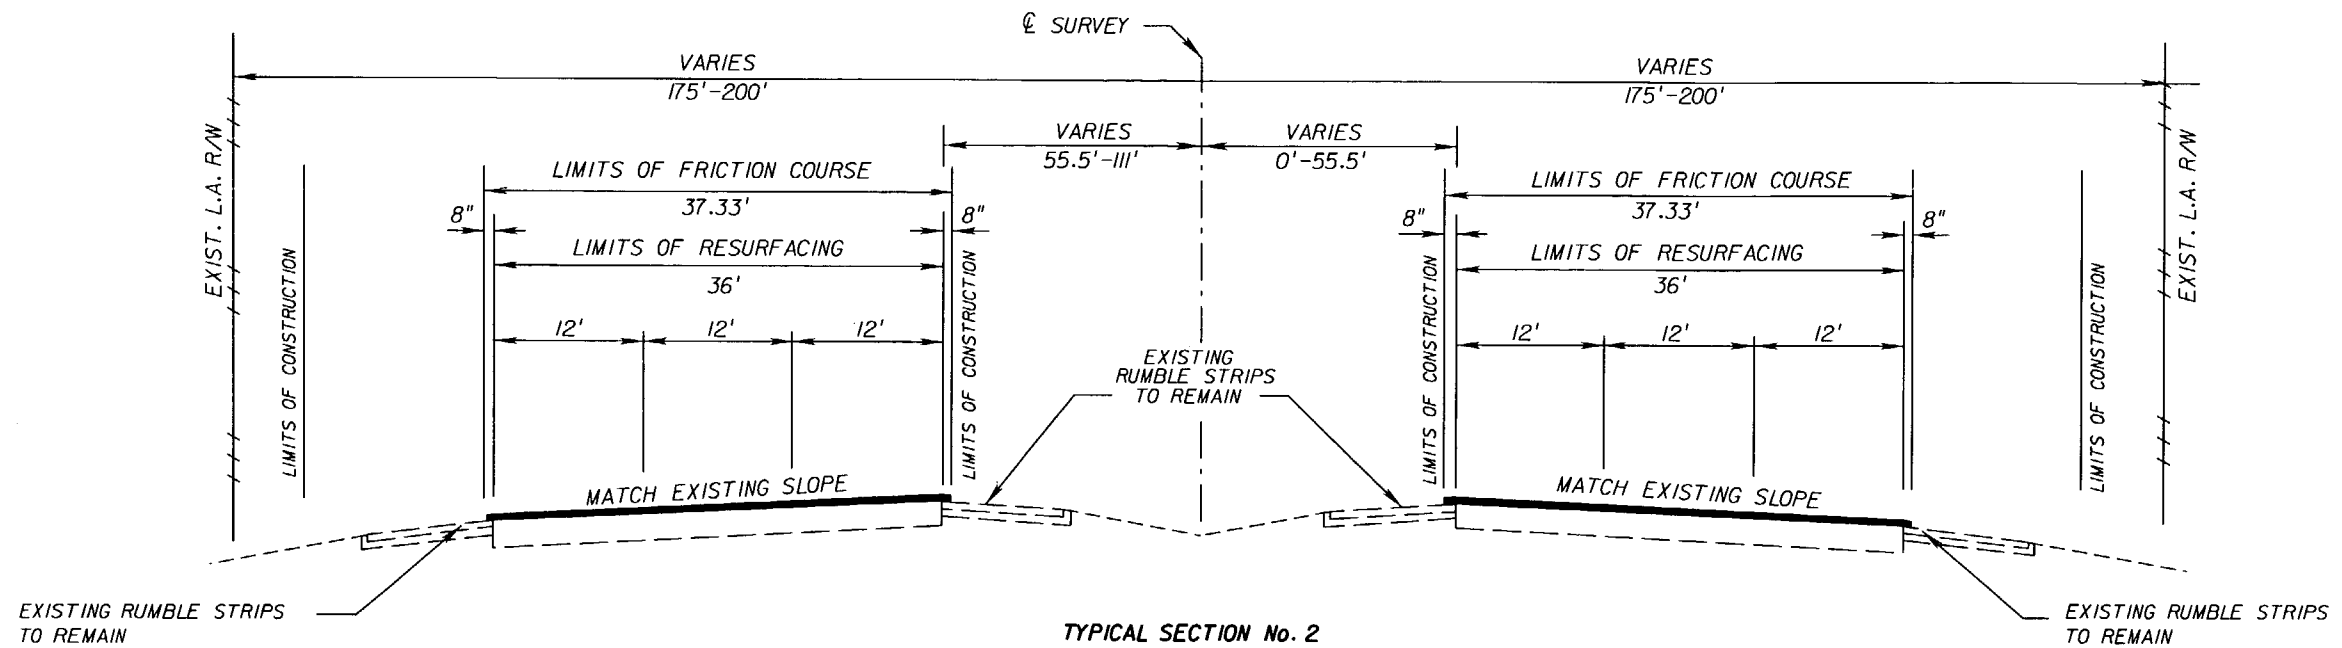 ℄ SURVEY
VARIES
175'-200'
VARIES
175'-200'
VARIES
55.5'-111'
VARIES
0'-55.5'
EXIST. L.A. R/W
LIMITS OF CONSTRUCTION
LIMITS OF FRICTION COURSE
37.33'
8"
8"
LIMITS OF RESURFACING
36'
12'
12'
12'
LIMITS OF CONSTRUCTION
MATCH EXISTING SLOPE
EXISTING
RUMBLE STRIPS
TO REMAIN
LIMITS OF CONSTRUCTION
LIMITS OF FRICTION COURSE
37.33'
8"
8"
LIMITS OF RESURFACING
36'
12'
12'
12'
MATCH EXISTING SLOPE
LIMITS OF CONSTRUCTION
EXIST. L.A. R/W
EXISTING RUMBLE STRIPS
TO REMAIN
TYPICAL SECTION No. 2
EXISTING RUMBLE STRIPS
TO REMAIN